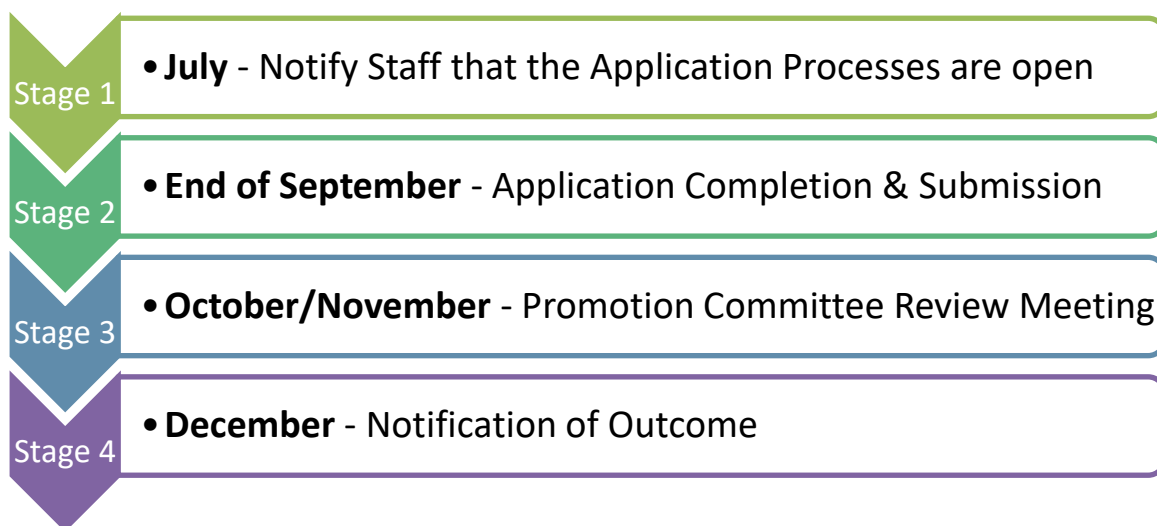 Stage 1
• July - Notify Staff that the Application Processes are open
Stage 2
• End of September - Application Completion & Submission
Stage 3
• October/November - Promotion Committee Review Meeting
Stage 4
• December - Notification of Outcome